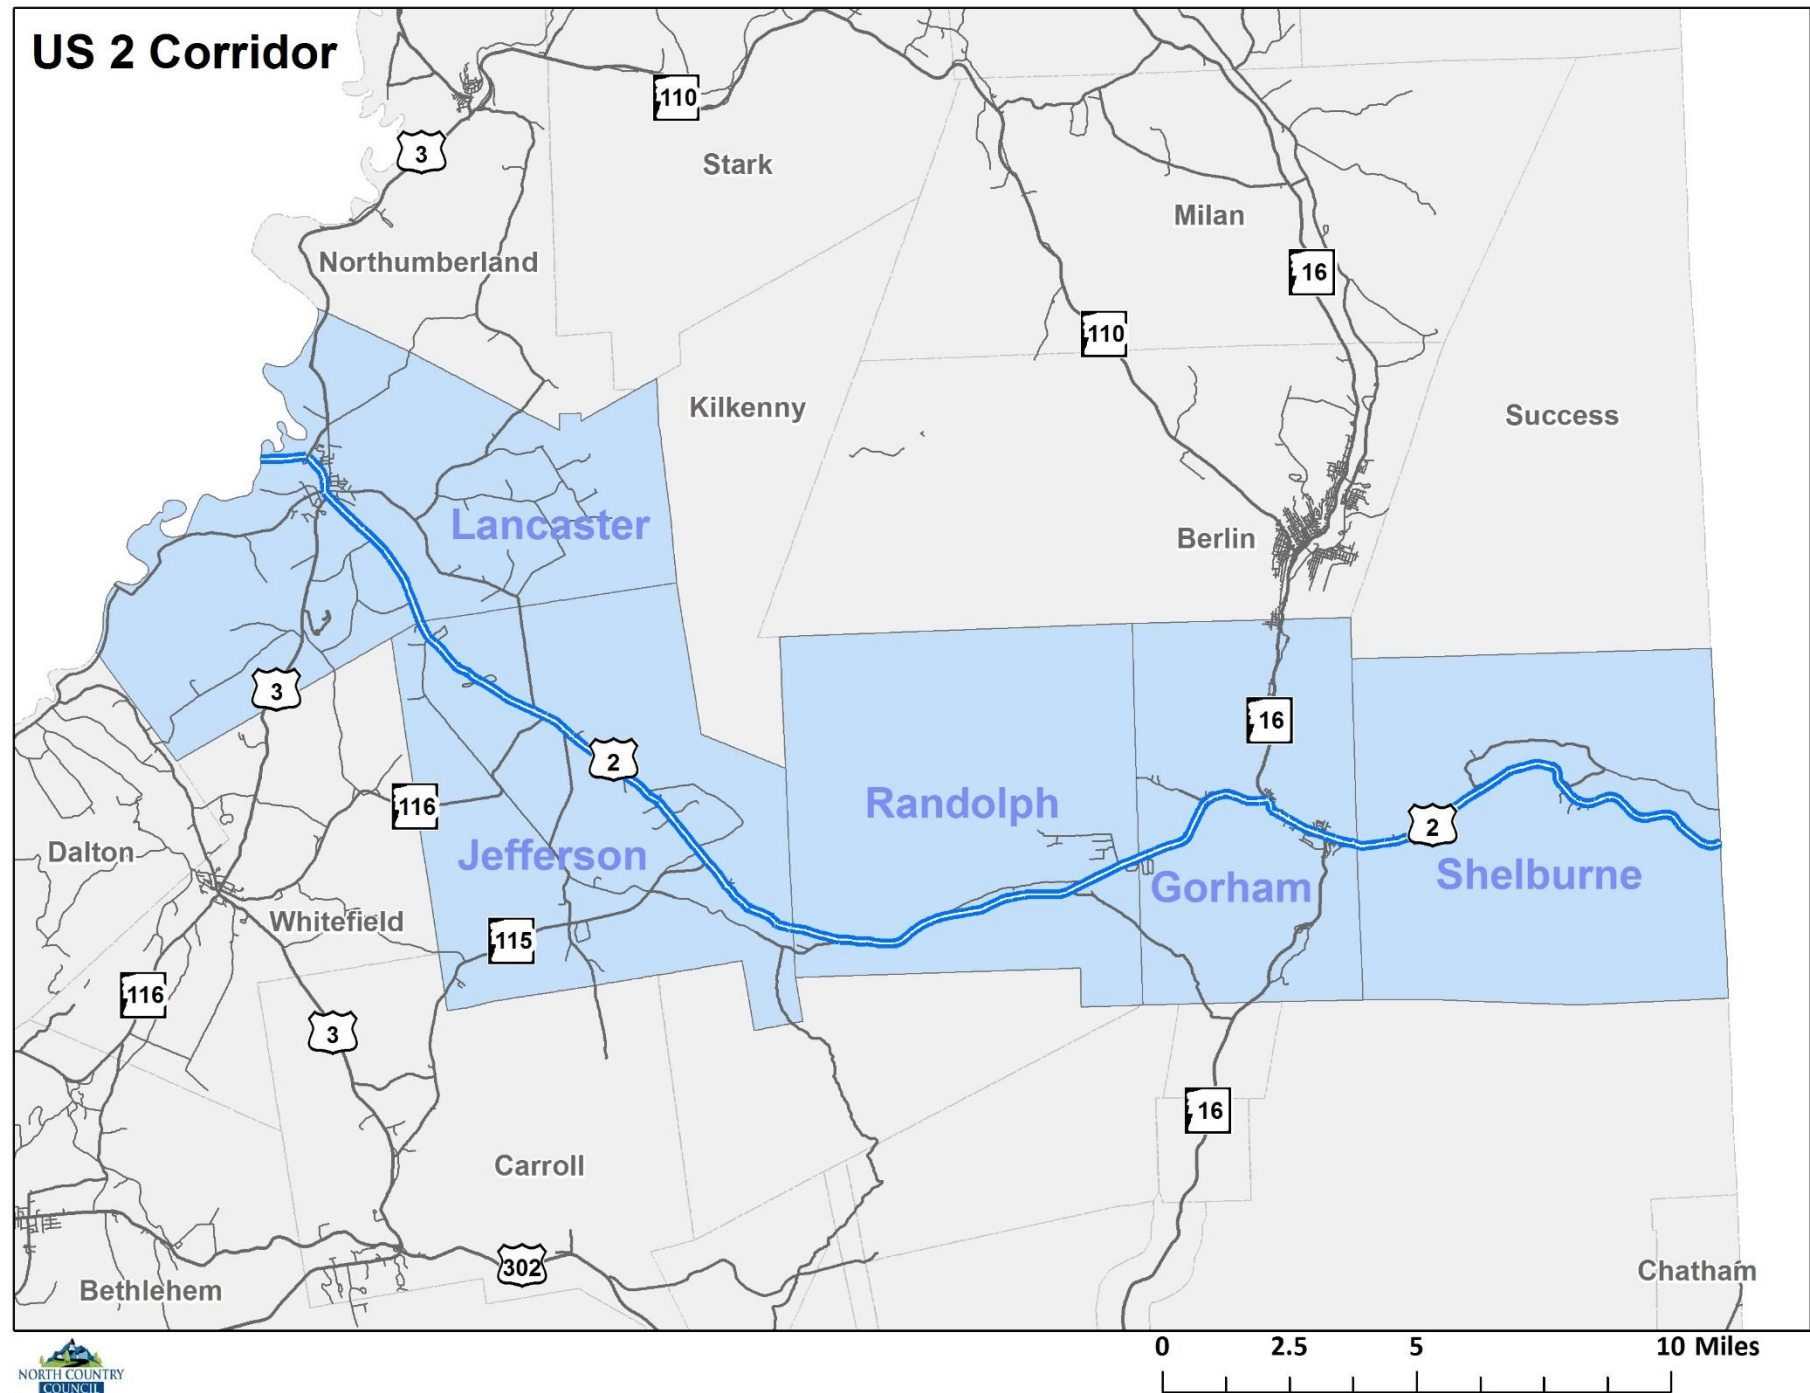 US 2 Corridor
110
3
Stark
Milan
Northumberland
16
110
Kilkenny
Success
Lancaster
Berlin
3
16
2
116
Randolph
2
Dalton
Jefferson
Shelburne
Gorham
Whitefield
115
116
3
16
Carroll
302
Chatham
Bethlehem
0 2.5 5 10 Miles
NORTH COUNTRY
COUNCIL